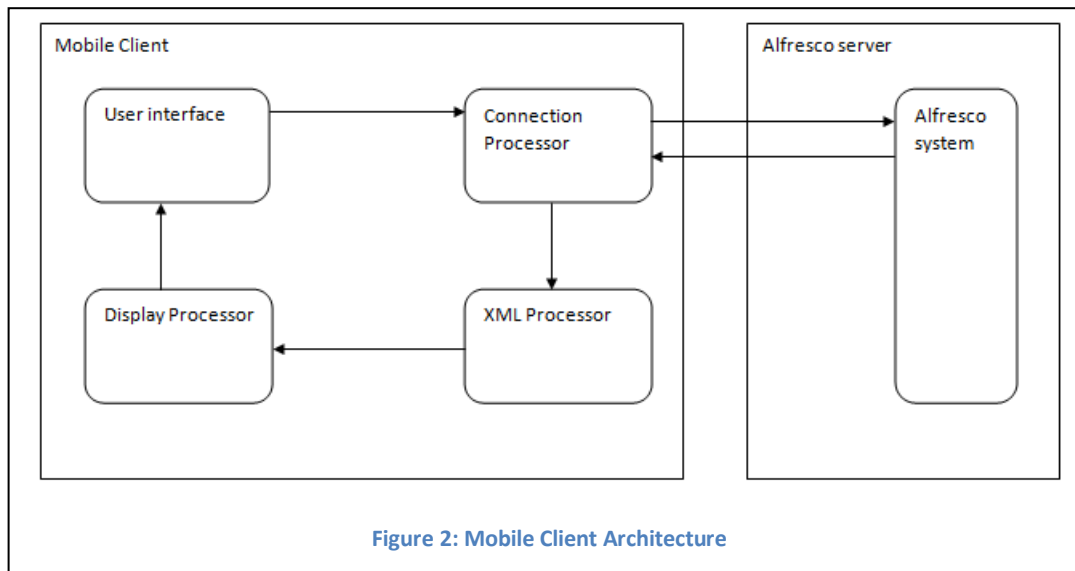 Mobile Client
Alfresco server
User interface
Connection
Processor
Alfresco
system
Display Processor
XML Processor
Figure 2: Mobile Client Architecture